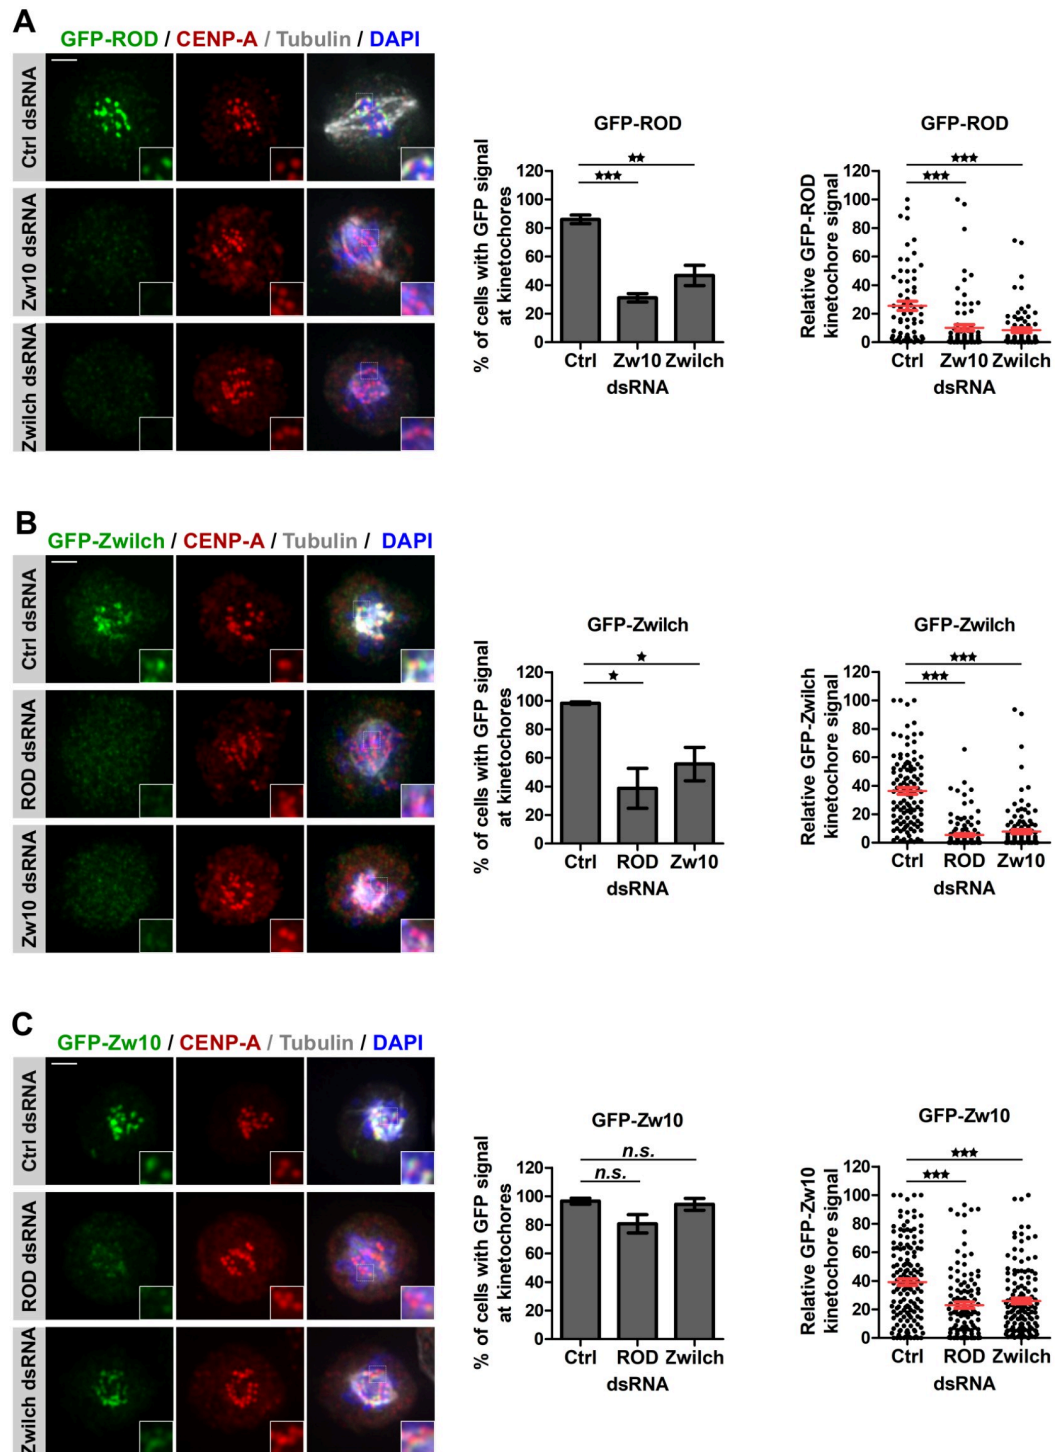 A
GFP-ROD / CENP-A / Tubulin / DAPI
Ctrl dsRNA
Zw10 dsRNA
Zwilch dsRNA
GFP-ROD
% of cells with GFP signal
at kinetochores
120
100
80
60
40
20
0
★★
★★★
Ctrl Zw10 Zwilch
dsRNA
GFP-ROD
Relative GFP-ROD
kinetochore signal
120
100
80
60
40
20
0
★★★
★★★
Ctrl Zw10 Zwilch
dsRNA
B
GFP-Zwilch / CENP-A / Tubulin / DAPI
Ctrl dsRNA
ROD dsRNA
Zw10 dsRNA
GFP-Zwilch
% of cells with GFP signal
at kinetochores
120
100
80
60
40
20
0
★
★
Ctrl ROD Zw10
dsRNA
GFP-Zwilch
Relative GFP-Zwilch
kinetochore signal
120
100
80
60
40
20
0
★★★
★★★
Ctrl ROD Zw10
dsRNA
C
GFP-Zw10 / CENP-A / Tubulin / DAPI
Ctrl dsRNA
ROD dsRNA
Zwilch dsRNA
GFP-Zw10
% of cells with GFP signal
at kinetochores
120
100
80
60
40
20
0
n.s.
n.s.
Ctrl ROD Zwilch
dsRNA
GFP-Zw10
Relative GFP-Zw10
kinetochore signal
120
100
80
60
40
20
0
★★★
★★★
Ctrl ROD Zwilch
dsRNA